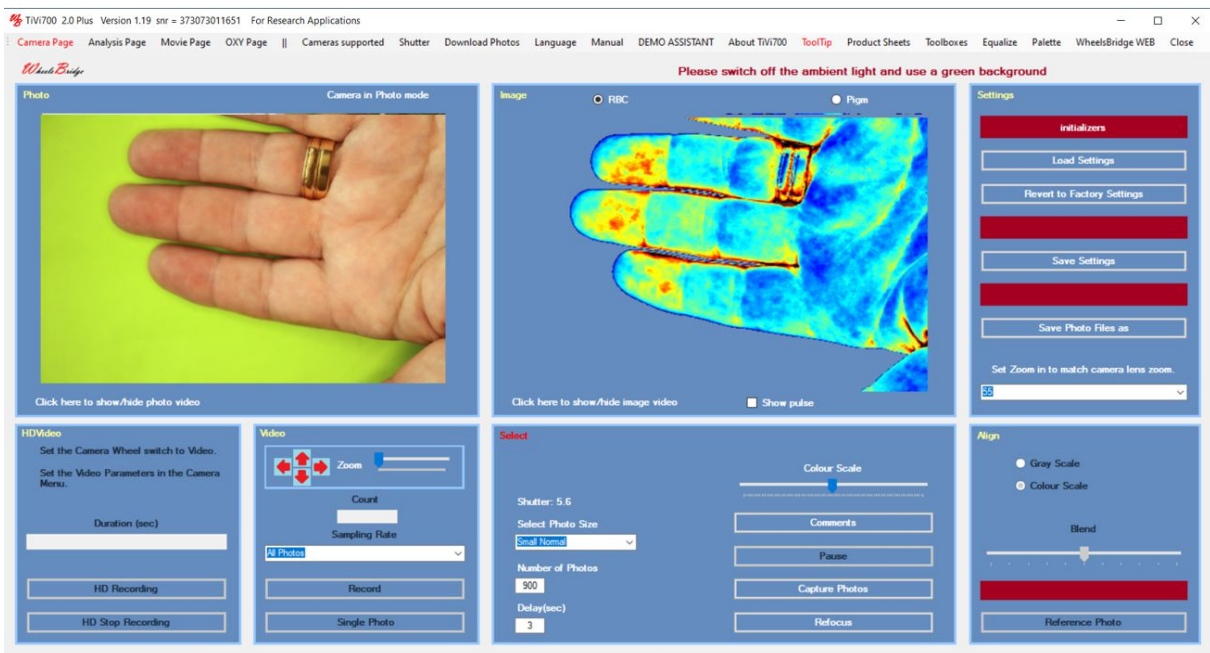 TiVi700 2.0 Plus Version 1.19 snr = 373073011651 For Research Applications
Camera Page Analysis Page Movie Page OXY Page || Cameras supported Shutter Download Photos Language Manual DEMO ASSISTANT About TiVi700 ToolTip Product Sheets Toolboxes Equalize Palette WheelsBridge WEB Close
WheelsBridge
Please switch off the ambient light and use a green background
Photo
Camera in Photo mode
Click here to show/hide photo video
Image
RBC
Pigm
Click here to show/hide image video
Show pulse
Settings
initializers
Load Settings
Revert to Factory Settings
Save Settings
Save Photo Files as
Set Zoom in to match camera lens zoom.
55
HDVideo
Set the Camera Wheel switch to Video.
Set the Video Parameters in the Camera
Menu.
Duration (sec)
HD Recording
HD Stop Recording
Video
Zoom
Count
Sampling Rate
All Photos
Record
Single Photo
Select
Shutter: 5.6
Select Photo Size
Small Normal
Number of Photos
900
Delay(sec)
3
Colour Scale
Comments
Pause
Capture Photos
Refocus
Align
Gray Scale
Colour Scale
Blend
Reference Photo